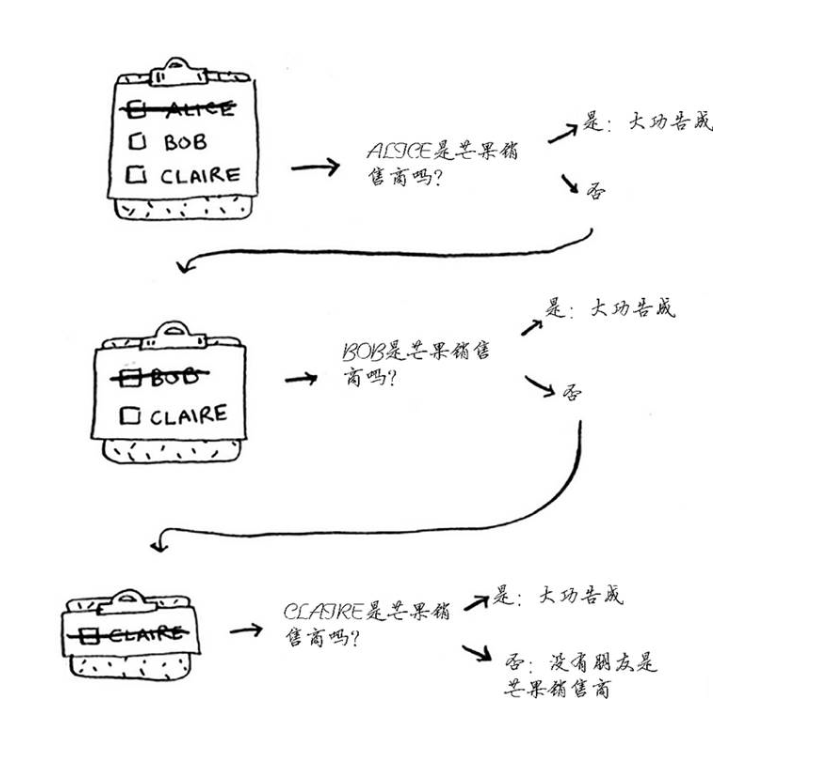 ALICE
BOB
CLAIRE
ALICE是芒果销
售商吗?
是: 大功告成
否
BOB
CLAIRE
BOB是芒果销售
商吗?
是: 大功告成
否
CLAIRE
CLAIRE是芒果销
售商吗?
是: 大功告成
否: 没有朋友是
芒果销售商